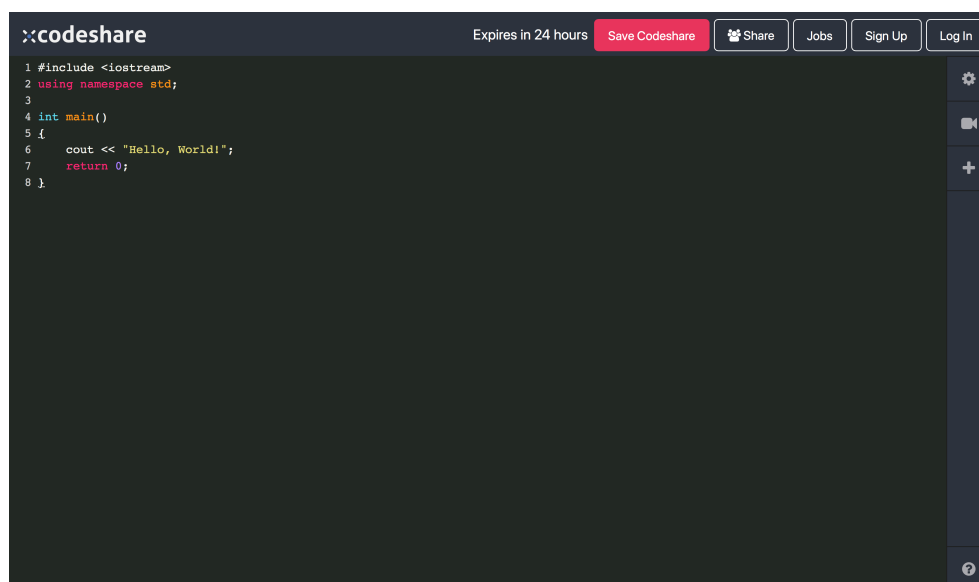 codeshare
Expires in 24 hours
Save Codeshare
Share
Jobs
Sign Up
Log In
1 #include <iostream>
2 using namespace std;
3
4 int main()
5 {
6     cout << "Hello, World!";
7     return 0;
8 }